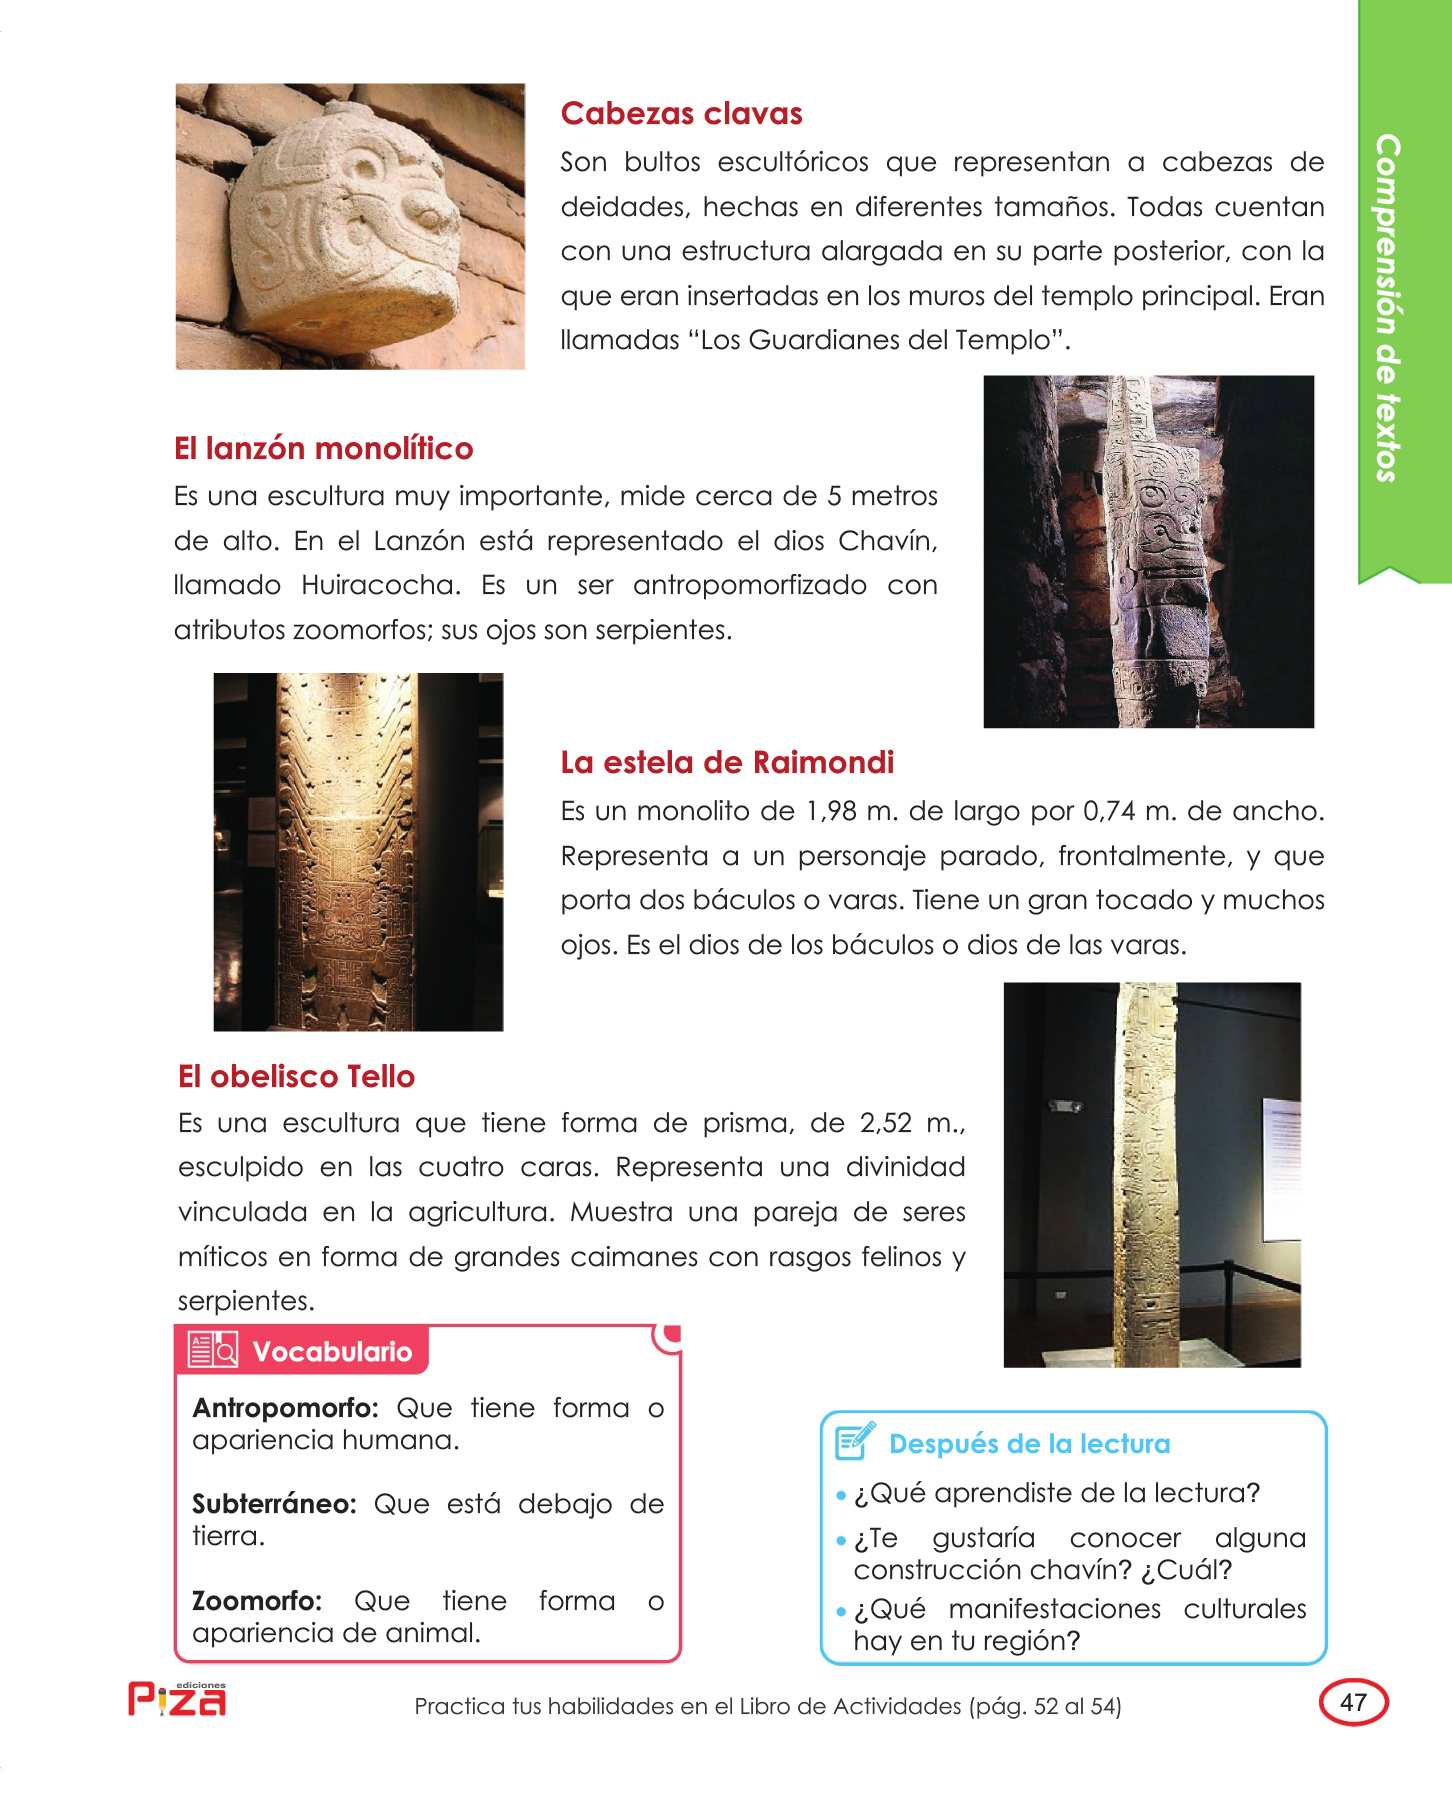 Comprensión de textos
Cabezas clavas
Son bultos escultóricos que representan a cabezas de
deidades, hechas en diferentes tamaños. Todas cuentan
con una estructura alargada en su parte posterior, con la
que eran insertadas en los muros del templo principal. Eran
llamadas “Los Guardianes del Templo”.
El lanzón monolítico
Es una escultura muy importante, mide cerca de 5 metros
de alto. En el Lanzón está representado el dios Chavín,
llamado Huiracocha. Es un ser antropomorfizado con
atributos zoomorfos; sus ojos son serpientes.
La estela de Raimondi
Es un monolito de 1,98 m. de largo por 0,74 m. de ancho.
Representa a un personaje parado, frontalmente, y que
porta dos báculos o varas. Tiene un gran tocado y muchos
ojos. Es el dios de los báculos o dios de las varas.
El obelisco Tello
Es una escultura que tiene forma de prisma, de 2,52 m.,
esculpido en las cuatro caras. Representa una divinidad
vinculada en la agricultura. Muestra una pareja de seres
míticos en forma de grandes caimanes con rasgos felinos y
serpientes.
Vocabulario
Antropomorfo: Que tiene forma o
apariencia humana.
Subterráneo: Que está debajo de
tierra.
Zoomorfo: Que tiene forma o
apariencia de animal.
Después de la lectura
• ¿Qué aprendiste de la lectura?
• ¿Te gustaría conocer alguna
construcción chavín? ¿Cuál?
• ¿Qué manifestaciones culturales
hay en tu región?
ediciones
Piza
Practica tus habilidades en el Libro de Actividades (pág. 52 al 54)
47